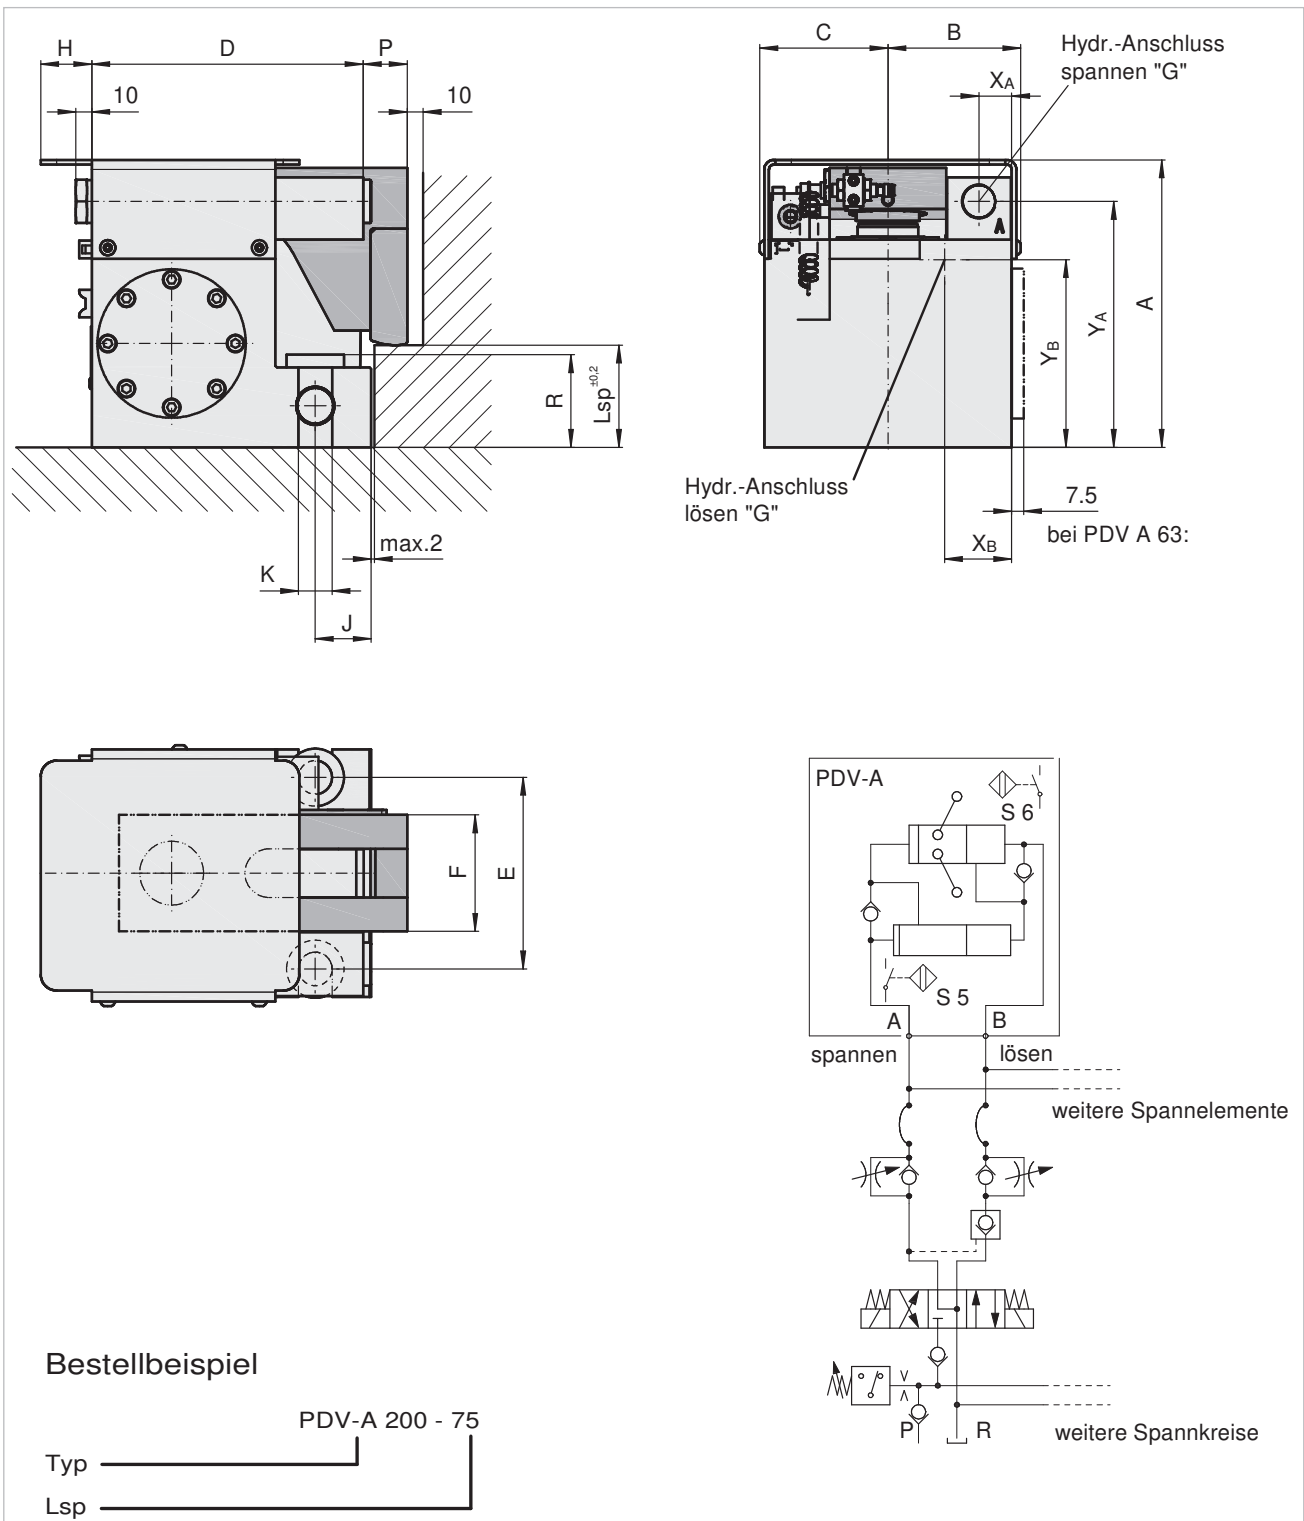 H
D
P
10
10
R
Lsp ±0,2
max.2
K
J
C
B
Hydr.-Anschluss
spannen "G"
XA
A
YB
YA
A
Hydr.-Anschluss
lösen "G"
7.5
XB
bei PDV A 63:
F
E
PDV-A
S 6
S 5
A
B
spannen
lösen
weitere Spannelemente
P
R
weitere Spannkreise
Bestellbeispiel
PDV-A 200 - 75
Typ
Lsp